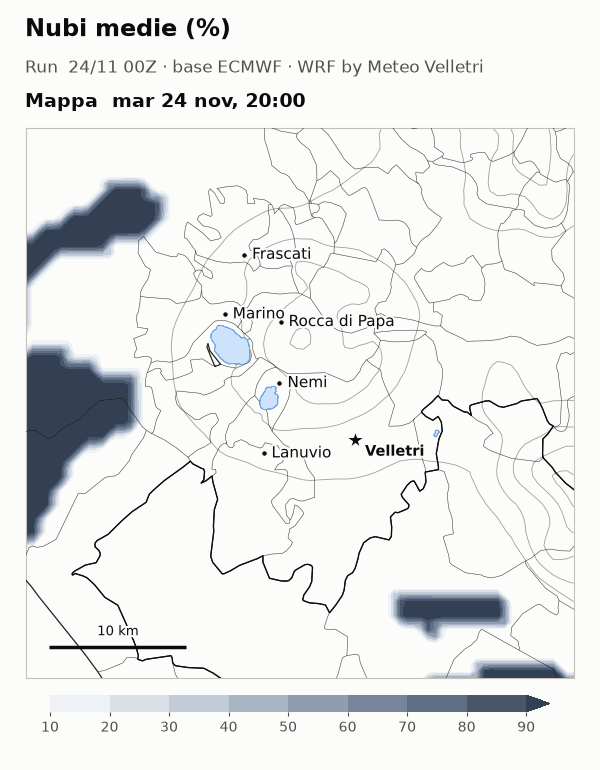 Nubi medie (%)
Run  24/11 00Z · base ECMWF · WRF by Meteo Velletri
Mappa  mar 24 nov, 20:00
Frascati
Marino
Rocca di Papa
Nemi
Velletri
Lanuvio
10 km
10 20 30 40 50 60 70 80 90